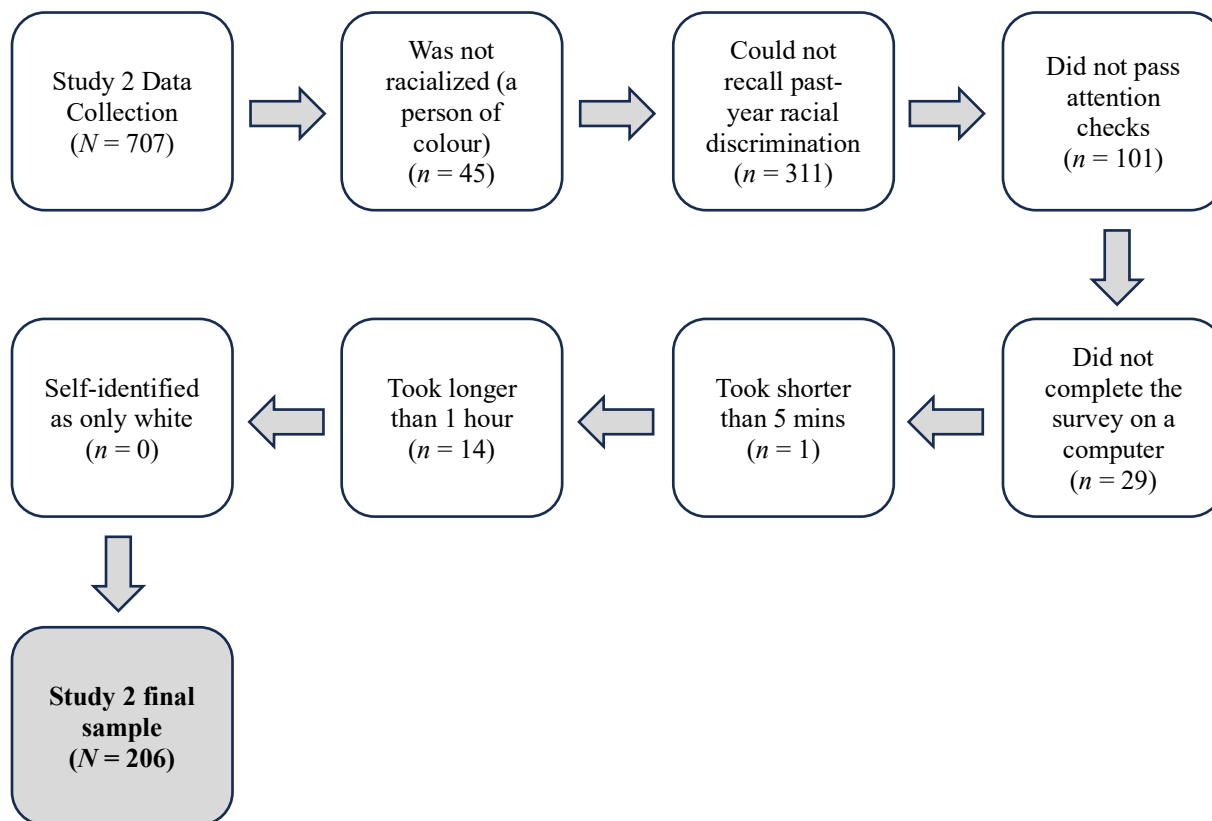 Study 2 Data
Collection
(N = 707)
Was not
racialized (a
person of
colour)
(n = 45)
Could not
recall past-
year racial
discrimination
(n = 311)
Did not pass
attention
checks
(n = 101)
Did not
complete the
survey on a
computer
(n = 29)
Took shorter
than 5 mins
(n = 1)
Took longer
than 1 hour
(n = 14)
Self-identified
as only white
(n = 0)
Study 2 final
sample
(N = 206)